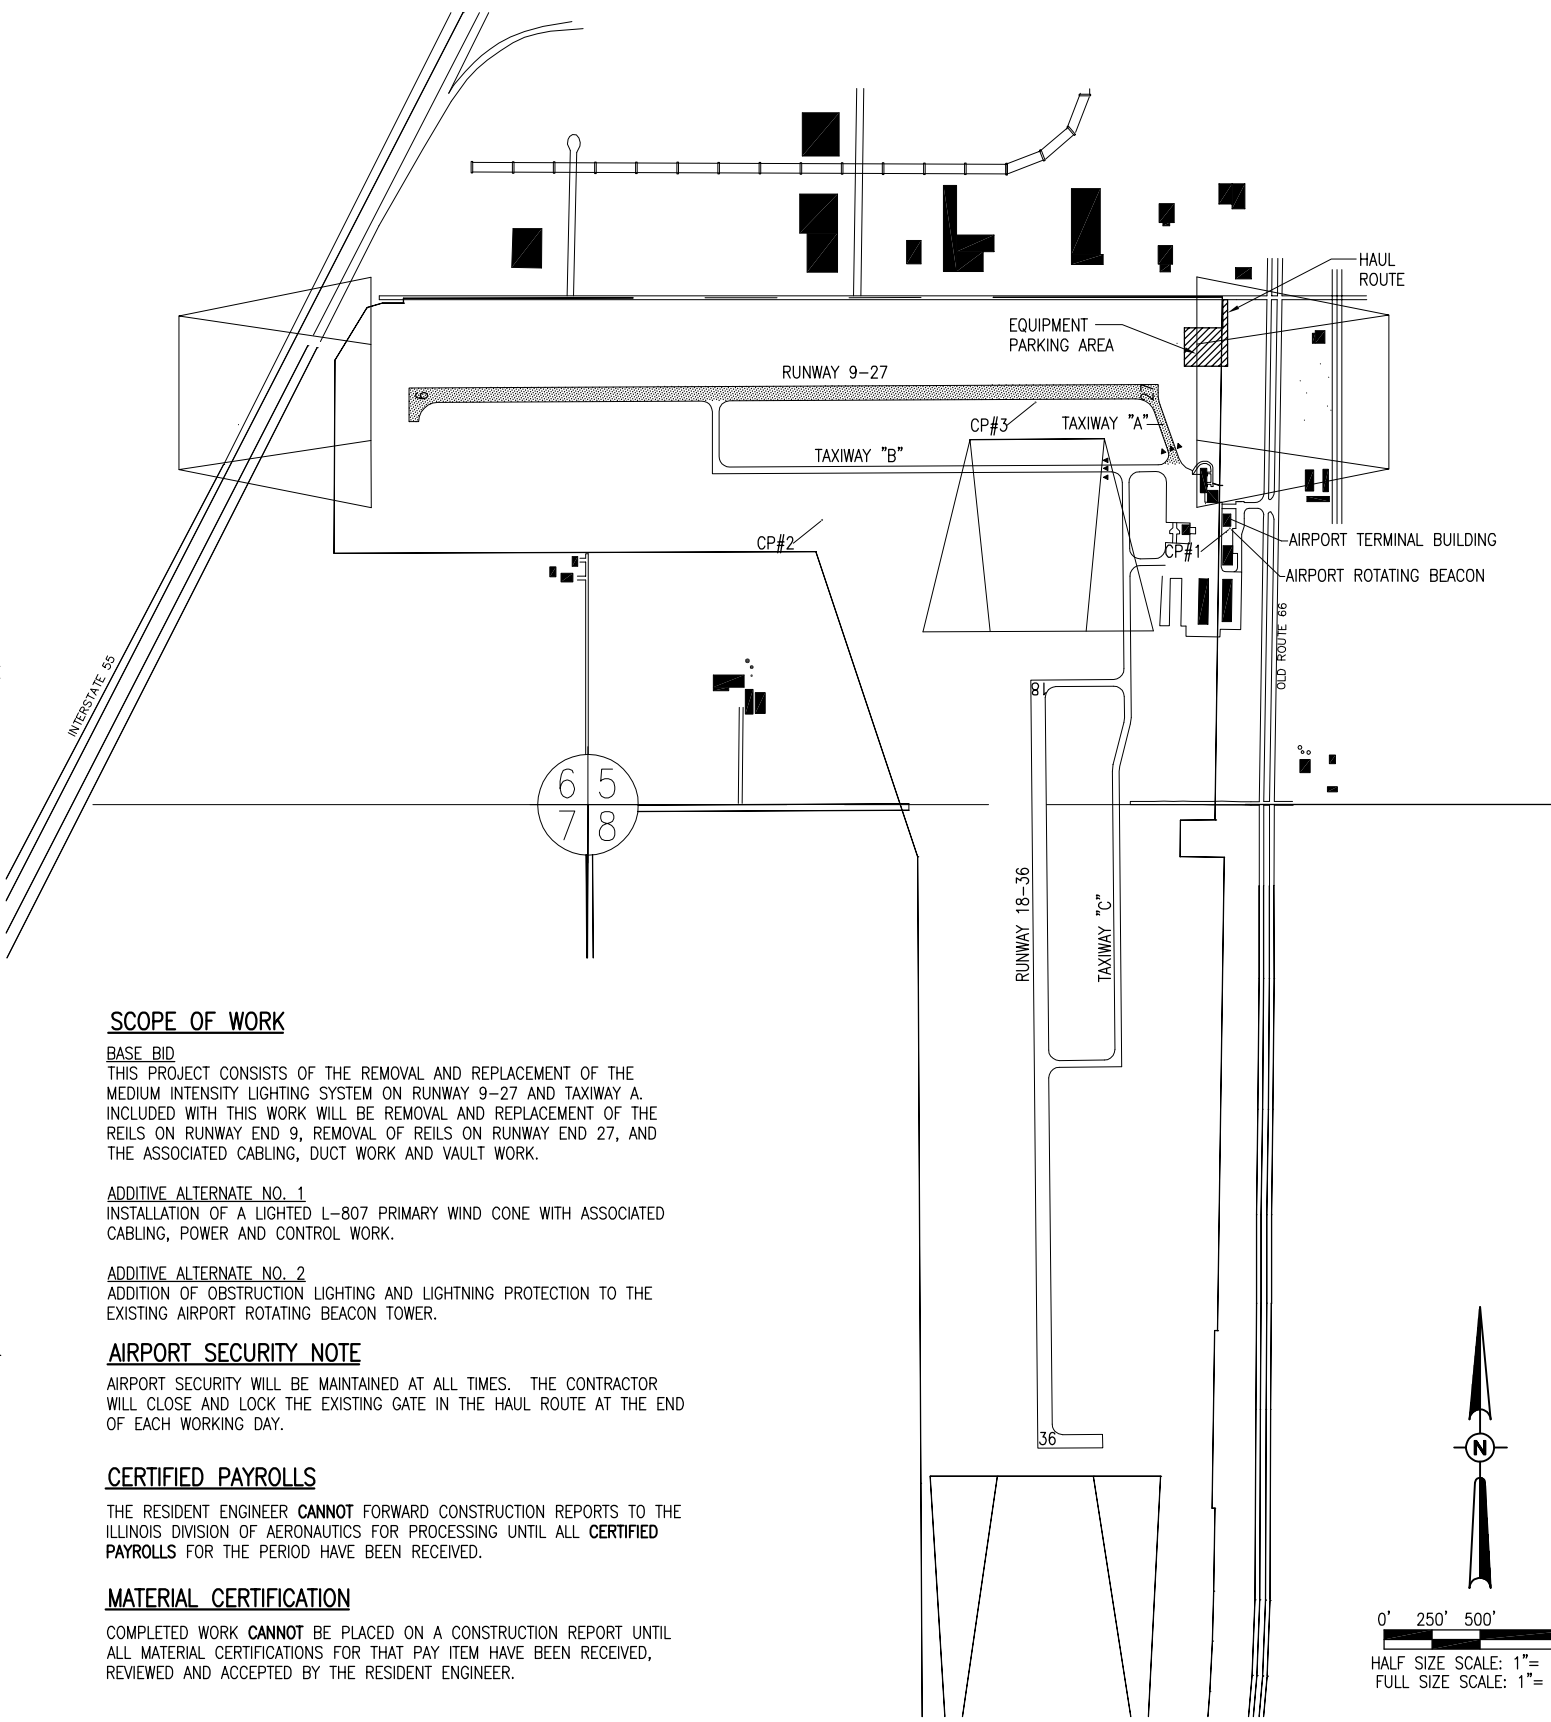 HAUL
ROUTE
EQUIPMENT
PARKING AREA
RUNWAY 9-27
9
27
CP#3
TAXIWAY "A"
TAXIWAY "B"
CP#2
CP#1
AIRPORT TERMINAL BUILDING
AIRPORT ROTATING BEACON
OLD ROUTE 66
INTERSTATE 55
18
6 5
7 8
RUNWAY 18-36
TAXIWAY "C"
36
SCOPE OF WORK
BASE BID
THIS PROJECT CONSISTS OF THE REMOVAL AND REPLACEMENT OF THE
MEDIUM INTENSITY LIGHTING SYSTEM ON RUNWAY 9-27 AND TAXIWAY A.
INCLUDED WITH THIS WORK WILL BE REMOVAL AND REPLACEMENT OF THE
REILS ON RUNWAY END 9, REMOVAL OF REILS ON RUNWAY END 27, AND
THE ASSOCIATED CABLING, DUCT WORK AND VAULT WORK.
ADDITIVE ALTERNATE NO. 1
INSTALLATION OF A LIGHTED L-807 PRIMARY WIND CONE WITH ASSOCIATED
CABLING, POWER AND CONTROL WORK.
ADDITIVE ALTERNATE NO. 2
ADDITION OF OBSTRUCTION LIGHTING AND LIGHTNING PROTECTION TO THE
EXISTING AIRPORT ROTATING BEACON TOWER.
AIRPORT SECURITY NOTE
AIRPORT SECURITY WILL BE MAINTAINED AT ALL TIMES. THE CONTRACTOR
WILL CLOSE AND LOCK THE EXISTING GATE IN THE HAUL ROUTE AT THE END
OF EACH WORKING DAY.
CERTIFIED PAYROLLS
THE RESIDENT ENGINEER CANNOT FORWARD CONSTRUCTION REPORTS TO THE
ILLINOIS DIVISION OF AERONAUTICS FOR PROCESSING UNTIL ALL CERTIFIED
PAYROLLS FOR THE PERIOD HAVE BEEN RECEIVED.
MATERIAL CERTIFICATION
COMPLETED WORK CANNOT BE PLACED ON A CONSTRUCTION REPORT UNTIL
ALL MATERIAL CERTIFICATIONS FOR THAT PAY ITEM HAVE BEEN RECEIVED,
REVIEWED AND ACCEPTED BY THE RESIDENT ENGINEER.
N
0' 250' 500'
HALF SIZE SCALE: 1"=
FULL SIZE SCALE: 1"=